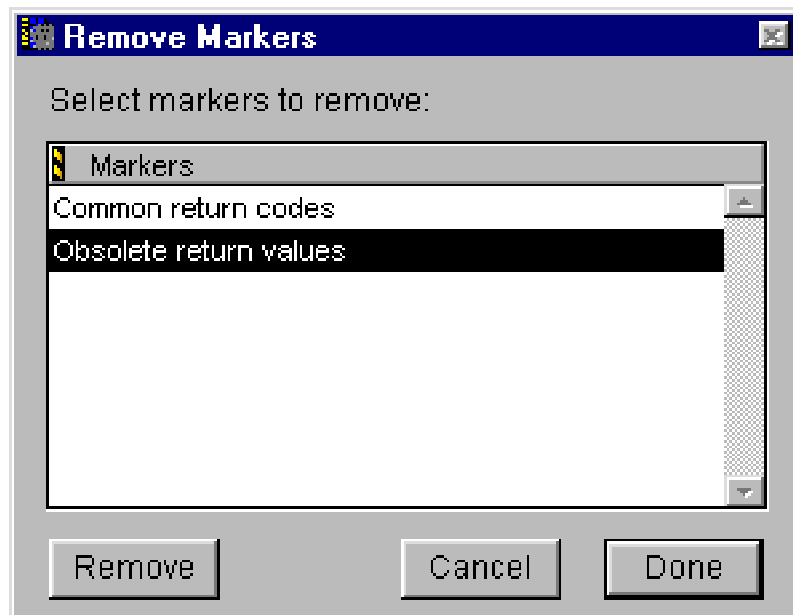 Remove Markers
Select markers to remove:
Markers
Common return codes
Obsolete return values
Remove Cancel Done